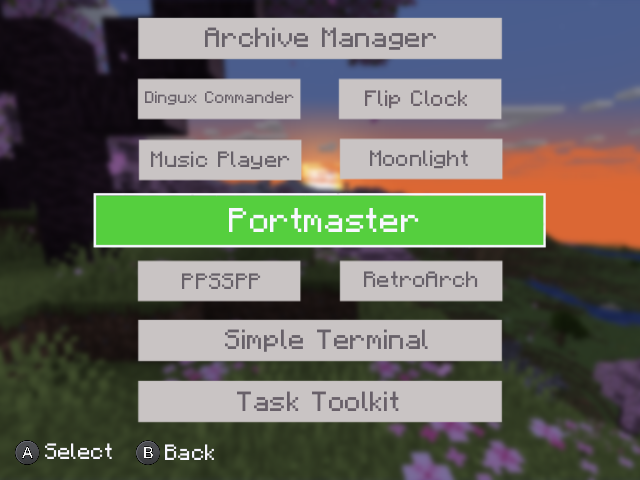 Archive Manager
Dingux Commander
Flip Clock
Music Player
Moonlight
Portmaster
PPSSPP
RetroArch
Simple Terminal
Task Toolkit
A Select B Back